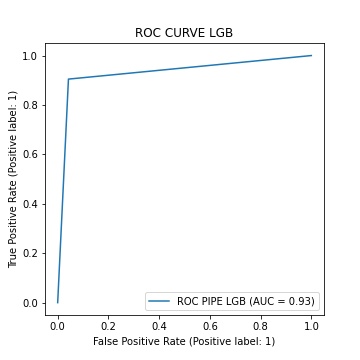 ROC CURVE LGB
True Positive Rate (Positive label: 1)
1.0
0.8
0.6
0.4
0.2
0.0
ROC PIPE LGB (AUC = 0.93)
0.0 0.2 0.4 0.6 0.8 1.0
False Positive Rate (Positive label: 1)